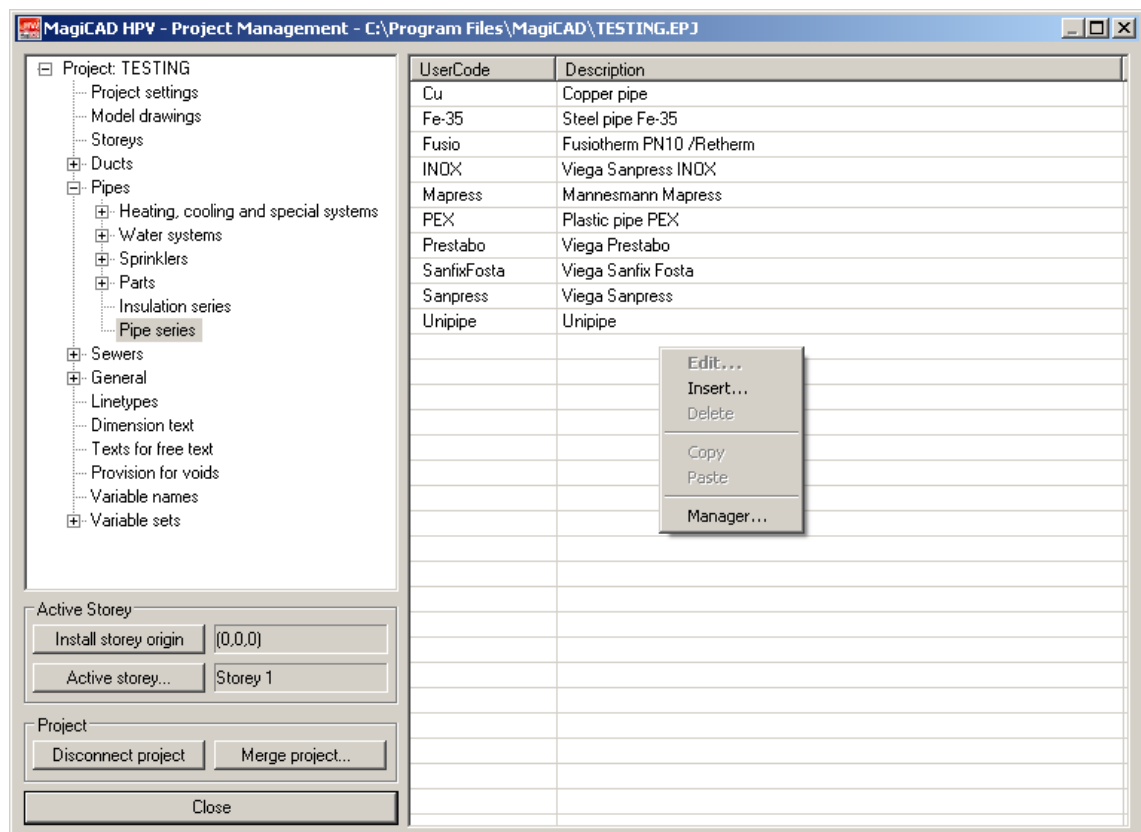 MagiCAD HPV - Project Management - C:\Program Files\MagiCAD\TESTING.EPJ
Project: TESTING
Project settings
Model drawings
Storeys
Ducts
Pipes
Heating, cooling and special systems
Water systems
Sprinklers
Parts
Insulation series
Pipe series
Sewers
General
Linetypes
Dimension text
Texts for free text
Provision for voids
Variable names
Variable sets
Active Storey
Install storey origin (0,0,0)
Active storey... Storey 1
Project
Disconnect project Merge project...
Close
UserCode Description
Cu Copper pipe
Fe-35 Steel pipe Fe-35
Fusio Fusiotherm PN10 /Retherm
INOX Viega Sanpress INOX
Mapress Mannesmann Mapress
PEX Plastic pipe PEX
Prestabo Viega Prestabo
SanfixFosta Viega Sanfix Fosta
Sanpress Viega Sanpress
Unipipe Unipipe
Edit...
Insert...
Delete
Copy
Paste
Manager...